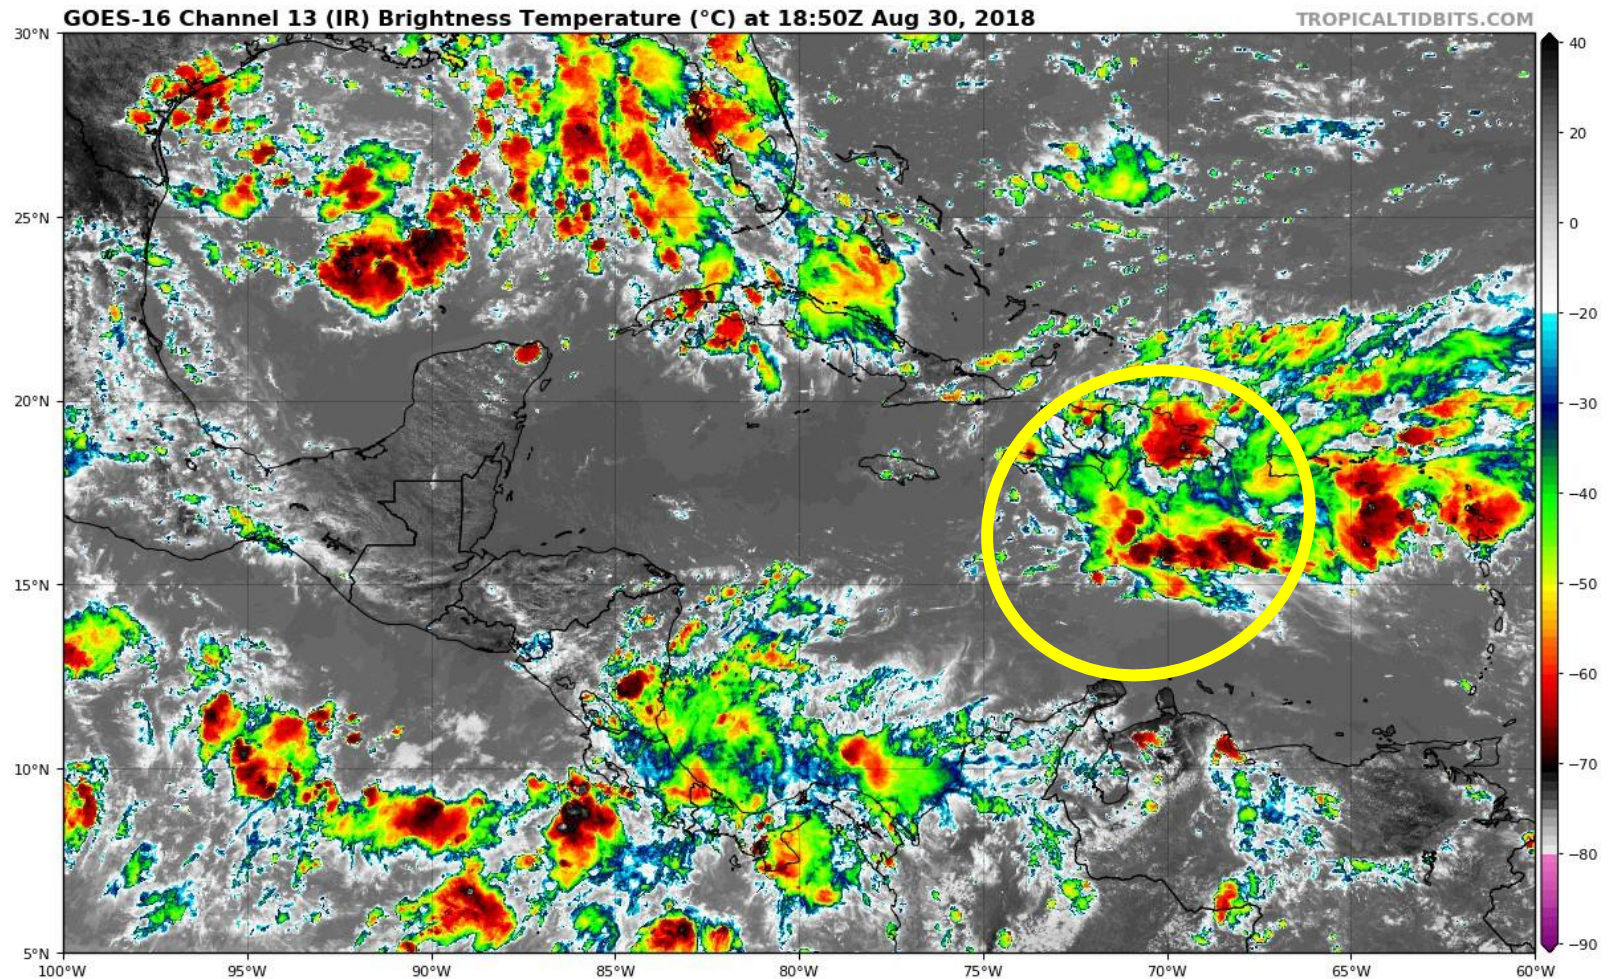 GOES-16 Channel 13 (IR) Brightness Temperature (°C) at 18:50Z Aug 30, 2018
TROPICALTIDBITS.COM
30°N
25°N
20°N
15°N
10°N
5°N
100°W
95°W
90°W
85°W
80°W
75°W
70°W
65°W
60°W
40
20
0
−20
−30
−40
−50
−60
−70
−80
−90